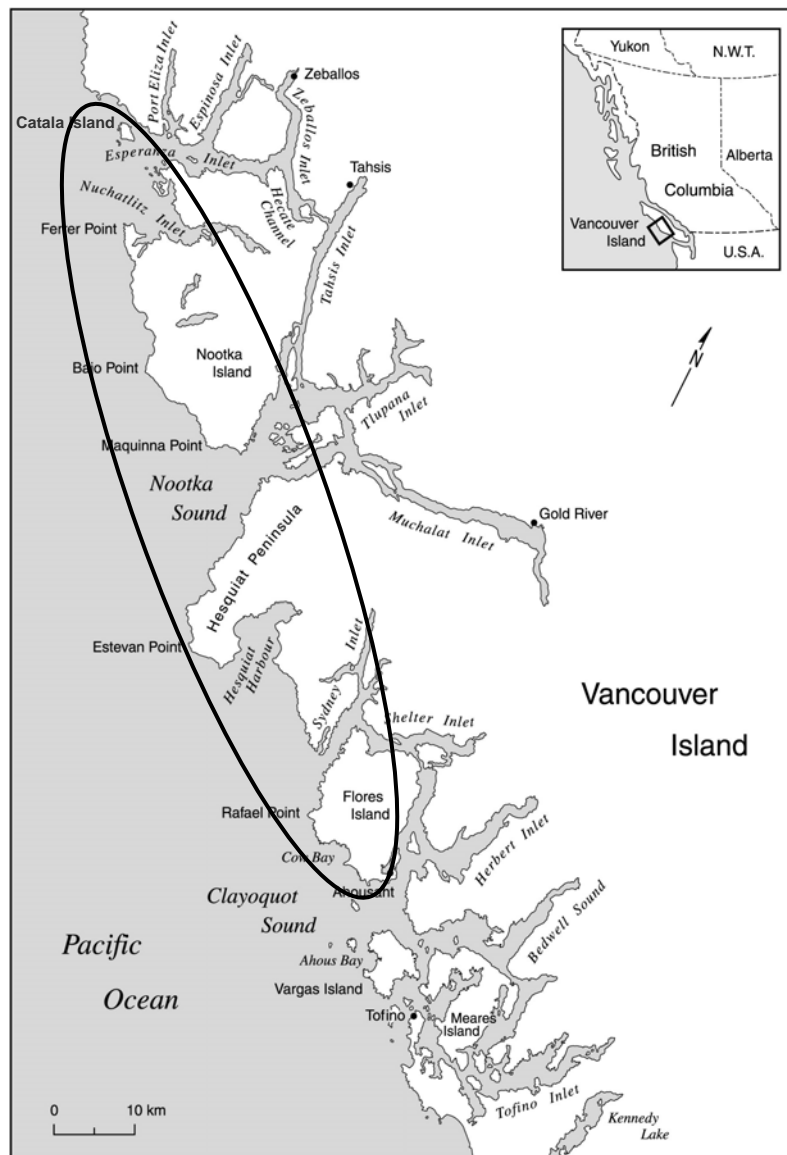 Port Eliza Inlet
Espinosa Inlet
Zeballos
Zeballos Inlet
Catala Island
Esperanza Inlet
Tahsis
Nuchatlitz Inlet
Hecate
Channel
Ferrer Point
Tahsis Inlet
Nootka
Island
Bajo Point
Tlupana
Inlet
Maquinna Point
Nootka
Sound
Muchalat Inlet
Gold River
Hesquiat Peninsula
Estevan Point
Hesquiat
Harbour
Sydney Inlet
Shelter Inlet
Vancouver
Island
Flores
Island
Rafael Point
Cow Bay
Herbert Inlet
Ahousant
Clayoquot
Sound
Bedwell Sound
Pacific
Ocean
Ahous Bay
Vargas Island
Tofino
Meares
Island
Tofino Inlet
Kennedy
Lake
0 10 km
N
Yukon
N.W.T.
British
Columbia
Alberta
Vancouver
Island
U.S.A.